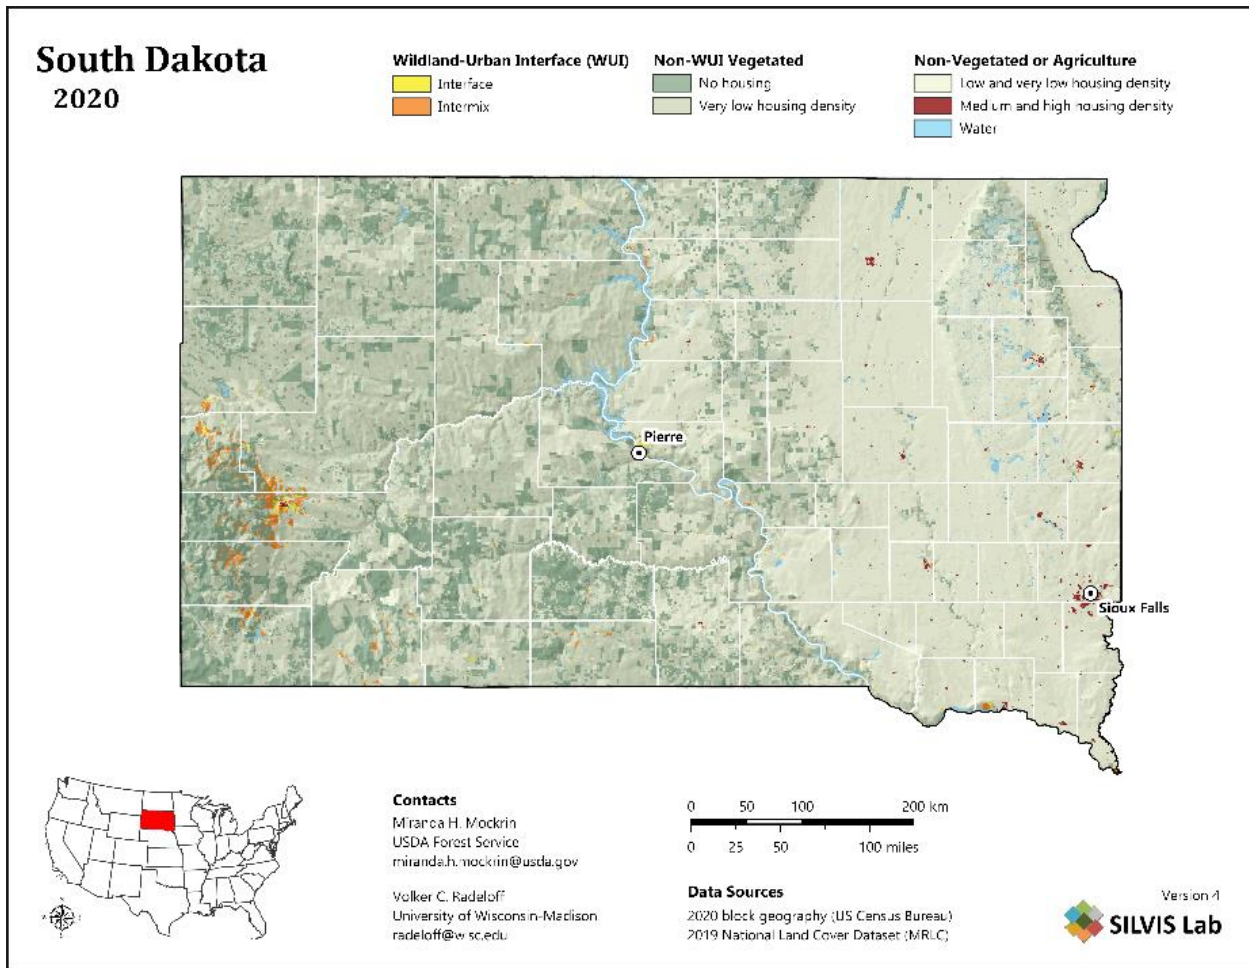 South Dakota
2020
Wildland-Urban Interface (WUI)
Interface
Intermix
Non-WUI Vegetated
No housing
Very low housing density
Non-Vegetated or Agriculture
Low and very low housing density
Medium and high housing density
Water
Pierre
Sioux Falls
Contacts
Miranda H. Mockrin
USDA Forest Service
miranda.h.mockrin@usda.gov
Volker C. Radeloff
University of Wisconsin-Madison
radeloff@wisc.edu
0 50 100 200 km
0 25 50 100 miles
Data Sources
2020 block geography (US Census Bureau)
2019 National Land Cover Dataset (MRLC)
Version 4
SILVIS Lab